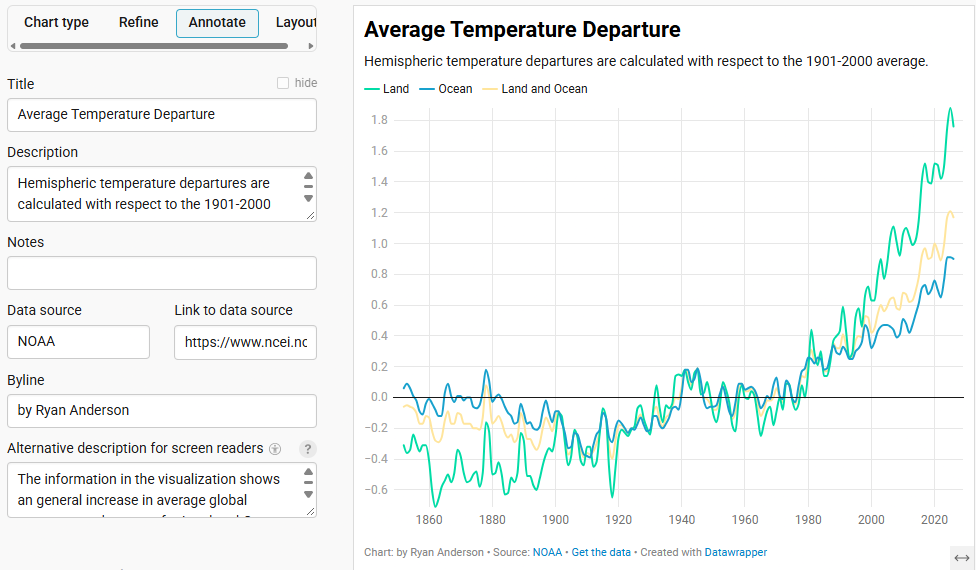 Chart type Refine Annotate Layout
Title
hide
Average Temperature Departure
Description
Hemispheric temperature departures are
calculated with respect to the 1901-2000
Notes
Data source Link to data source
NOAA https://www.ncei.nc
Byline
by Ryan Anderson
Alternative description for screen readers ?
The information in the visualization shows
an general increase in average global
Average Temperature Departure
Hemispheric temperature departures are calculated with respect to the 1901-2000 average.
Land Ocean Land and Ocean
1.8
1.6
1.4
1.2
1.0
0.8
0.6
0.4
0.2
0.0
−0.2
−0.4
−0.6
1860 1880 1900 1920 1940 1960 1980 2000 2020
Chart: by Ryan Anderson • Source: NOAA • Get the data • Created with Datawrapper